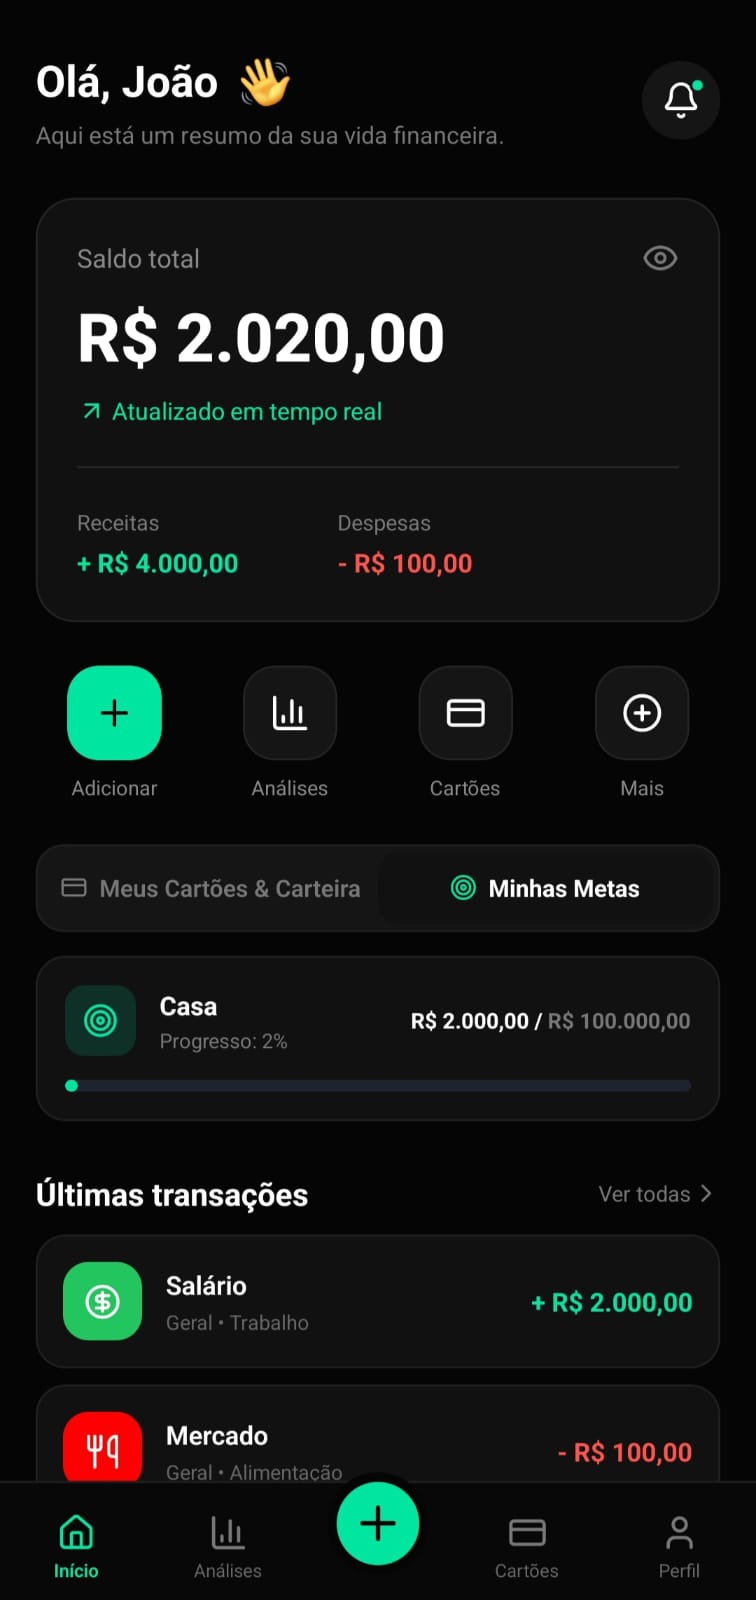 Olá, João 👋
Aqui está um resumo da sua vida financeira.
Saldo total
R$ 2.020,00
Atualizado em tempo real
Receitas
Despesas
+ R$ 4.000,00
- R$ 100,00
Adicionar
Análises
Cartões
Mais
Meus Cartões & Carteira
Minhas Metas
Casa
R$ 2.000,00 / R$ 100.000,00
Progresso: 2%
Últimas transações
Ver todas
Salário
+ R$ 2.000,00
Geral • Trabalho
Mercado
- R$ 100,00
Geral • Alimentação
Início
Análises
Cartões
Perfil